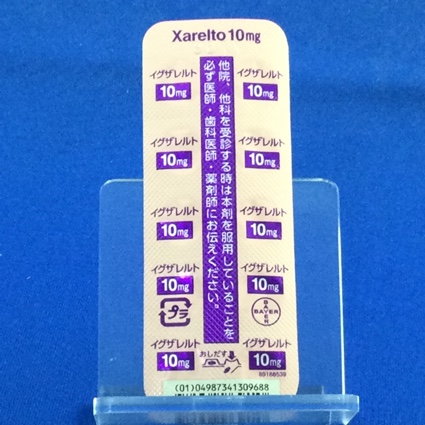 Xarelto 10mg
イグザレルト
10mg
イグザレルト
10mg
イグザレルト
10mg
イグザレルト
10mg
イグザレルト
10mg
イグザレルト
10mg
イグザレルト
10mg
イグザレルト
10mg
イグザレルト
10mg
イグザレルト
10mg
他院、他科を受診する時は本剤を服用していることを
必ず医師・歯科医師・薬剤師にお伝えください。
プラ
BAYER
BAYER
おしだす
(01)04987341309688